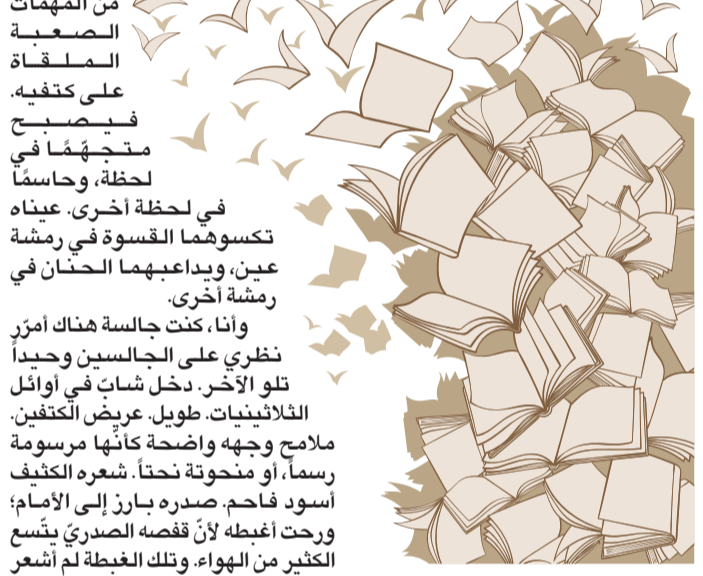 من المهمات
الصعبة
الملقاة
على كتفيه.
فيصبح
متجهّمًا في
لحظة، وحاسمًا
في لحظة أخرى. عيناه
تكسوهما القسوة في رمشة
عين، ويداعبهما الحنان في
رمشة أخرى.
وأنا، كنت جالسة هناك أمرّر
نظري على الجالسين وحيداً
تلو الآخر. دخل شابّ في أوائل
الثلاثينيات. طويل. عريض الكتفين.
ملامح وجهه واضحة كأنّها مرسومة
رسماً، أو منحوتة نحتاً. شعره الكثيف
أسود فاحم. صدره بارز إلى الأمام؛
ورحت أغبطه لأنّ قفصه الصدريّ يتّسع
الكثير من الهواء. وتلك الغبطة لم أشعر